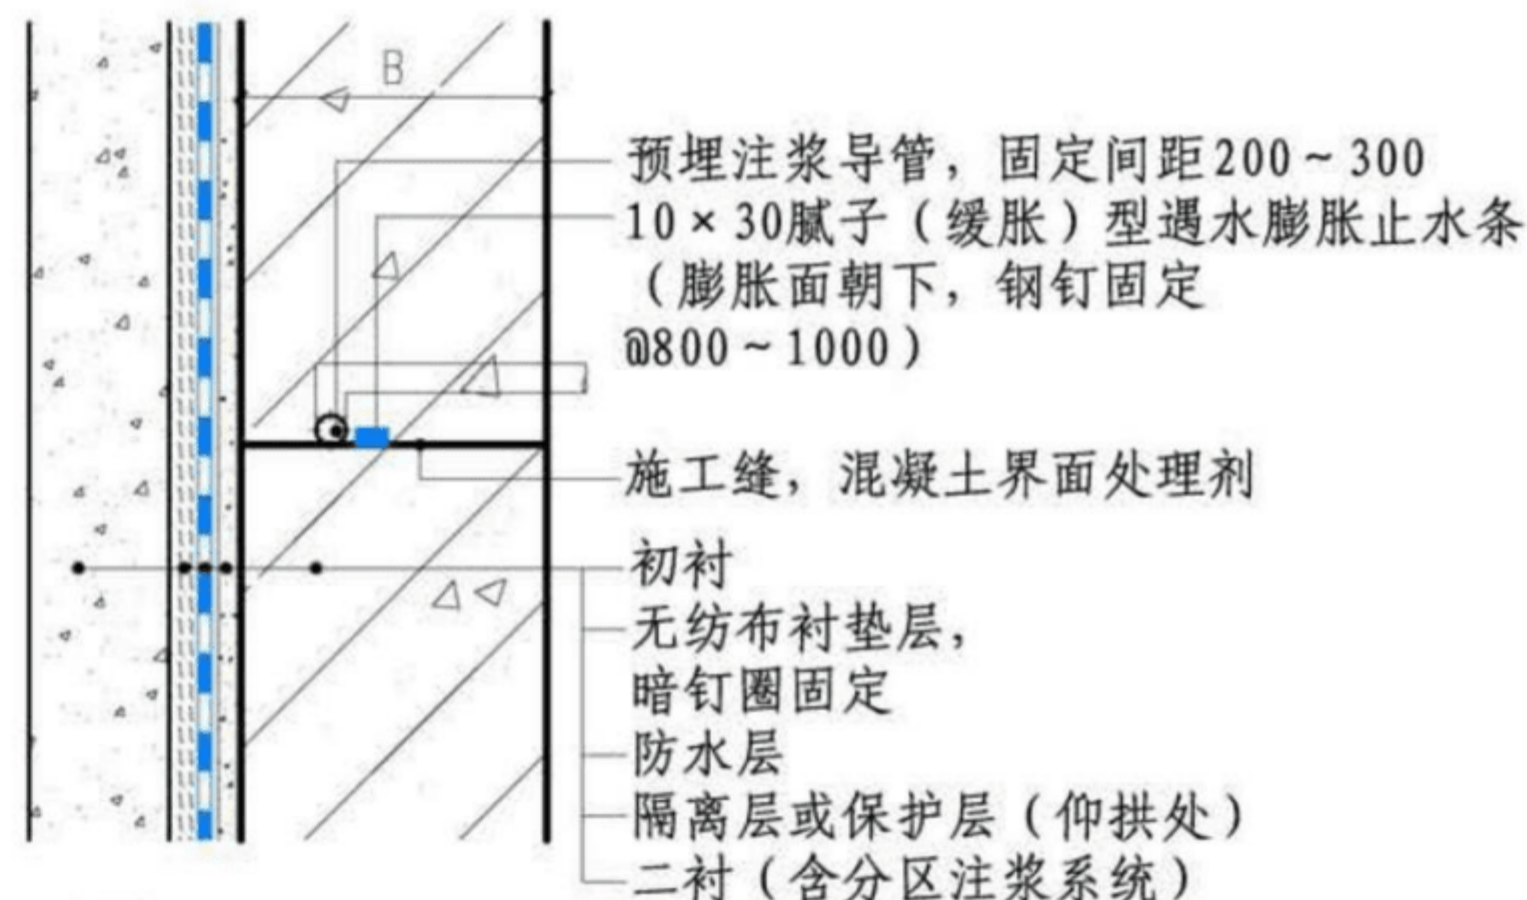 B
预埋注浆导管，固定间距200~300
10×30腻子（缓胀）型遇水膨胀止水条
（膨胀面朝下，钢钉固定
@800~1000）
施工缝，混凝土界面处理剂
初衬
无纺布衬垫层，
暗钉圈固定
防水层
隔离层或保护层（仰拱处）
二衬（含分区注浆系统）